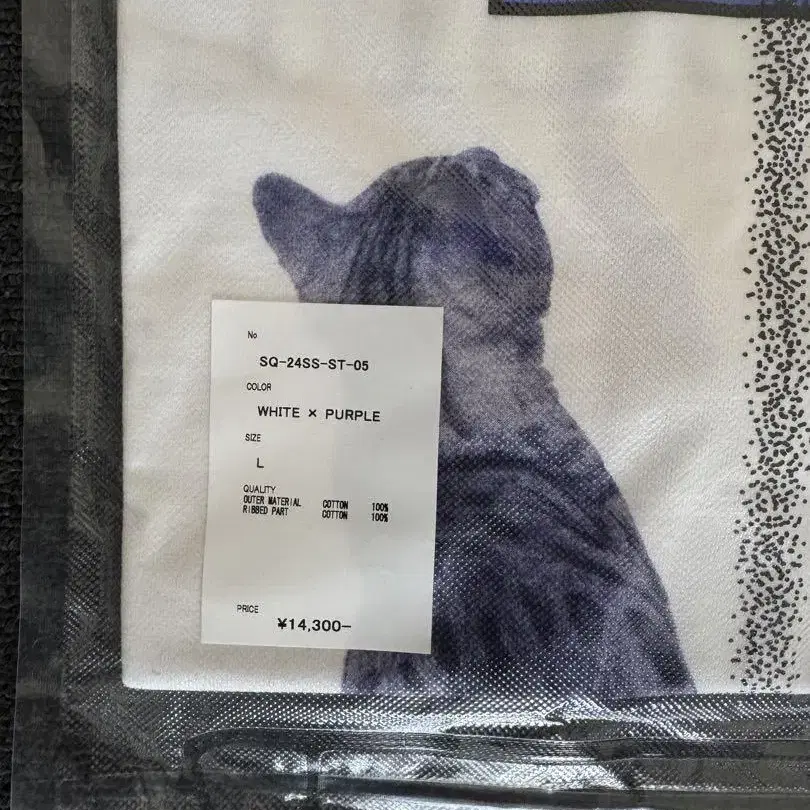 No
SQ-24SS-ST-05
COLOR
WHITE × PURPLE
SIZE
L
QUALITY
OUTER MATERIAL COTTON 100%
RIBBED PART COTTON 100%
PRICE
¥14,300−